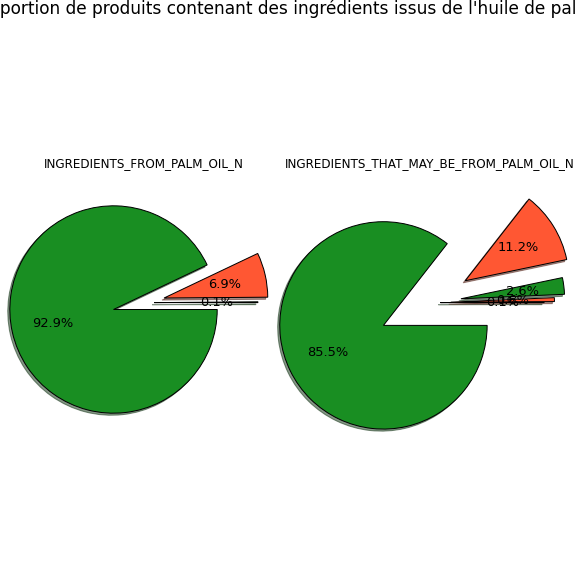 portion de produits contenant des ingrédients issus de l'huile de pal
INGREDIENTS_FROM_PALM_OIL_N
INGREDIENTS_THAT_MAY_BE_FROM_PALM_OIL_N
92.9%
6.9%
0.1%
85.5%
11.2%
2.6%
0.1%